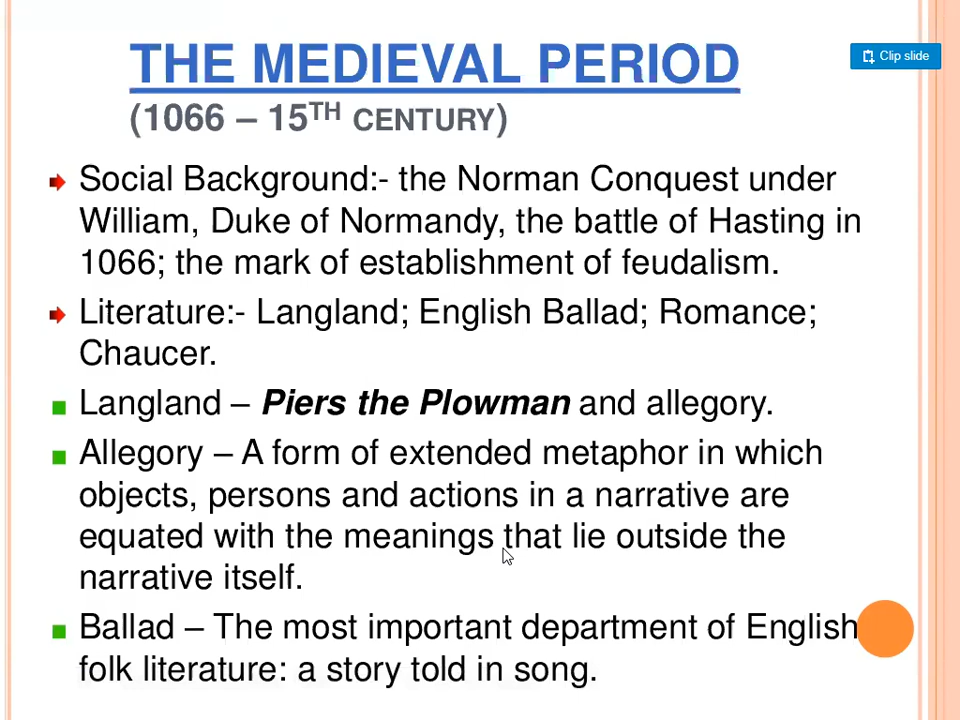 THE MEDIEVAL PERIOD
Clip slide
(1066 – 15TH CENTURY)
Social Background:- the Norman Conquest under
William, Duke of Normandy, the battle of Hasting in
1066; the mark of establishment of feudalism.
Literature:- Langland; English Ballad; Romance;
Chaucer.
Langland – Piers the Plowman and allegory.
Allegory – A form of extended metaphor in which
objects, persons and actions in a narrative are
equated with the meanings that lie outside the
narrative itself.
Ballad – The most important department of English
folk literature: a story told in song.